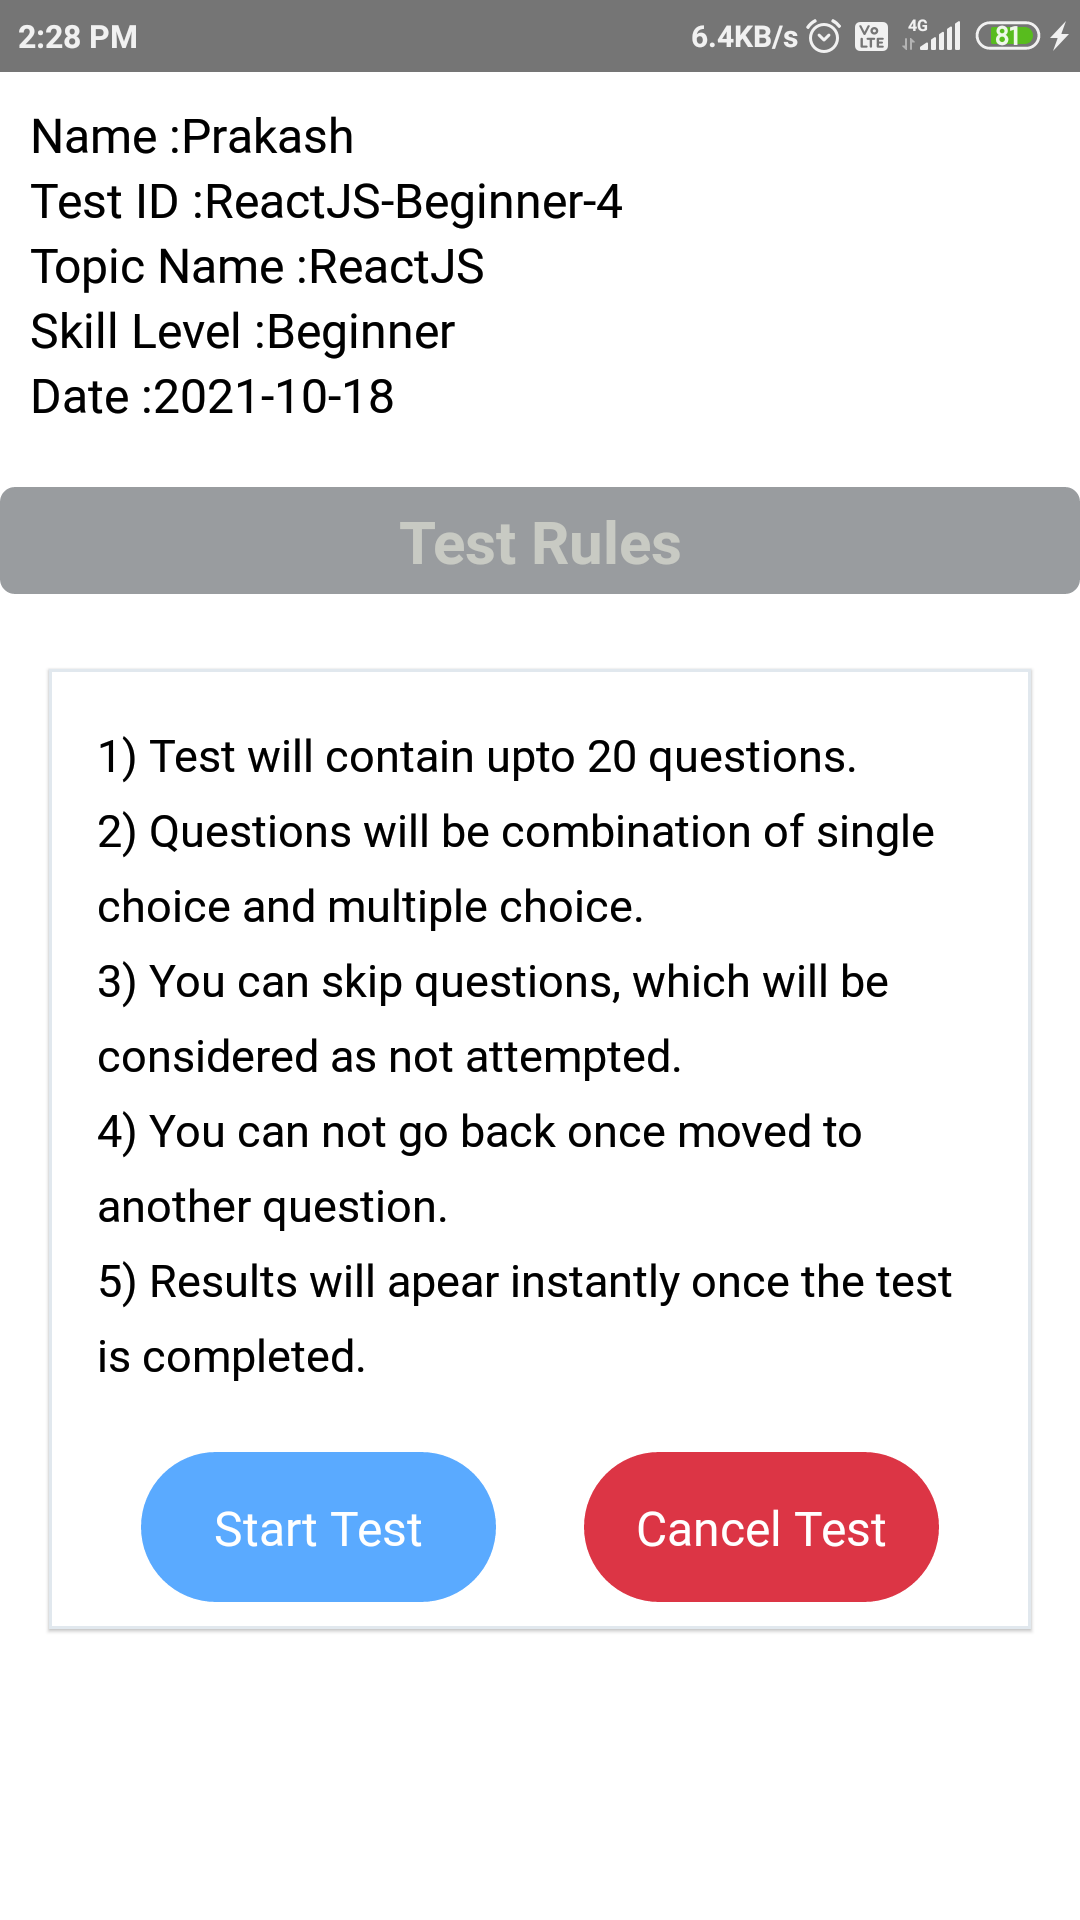 2:28 PM 6.4KB/s Vo LTE 4G 81
Name :Prakash
Test ID :ReactJS-Beginner-4
Topic Name :ReactJS
Skill Level :Beginner
Date :2021-10-18
Test Rules
1) Test will contain upto 20 questions.
2) Questions will be combination of single
choice and multiple choice.
3) You can skip questions, which will be
considered as not attempted.
4) You can not go back once moved to
another question.
5) Results will apear instantly once the test
is completed.
Start Test Cancel Test